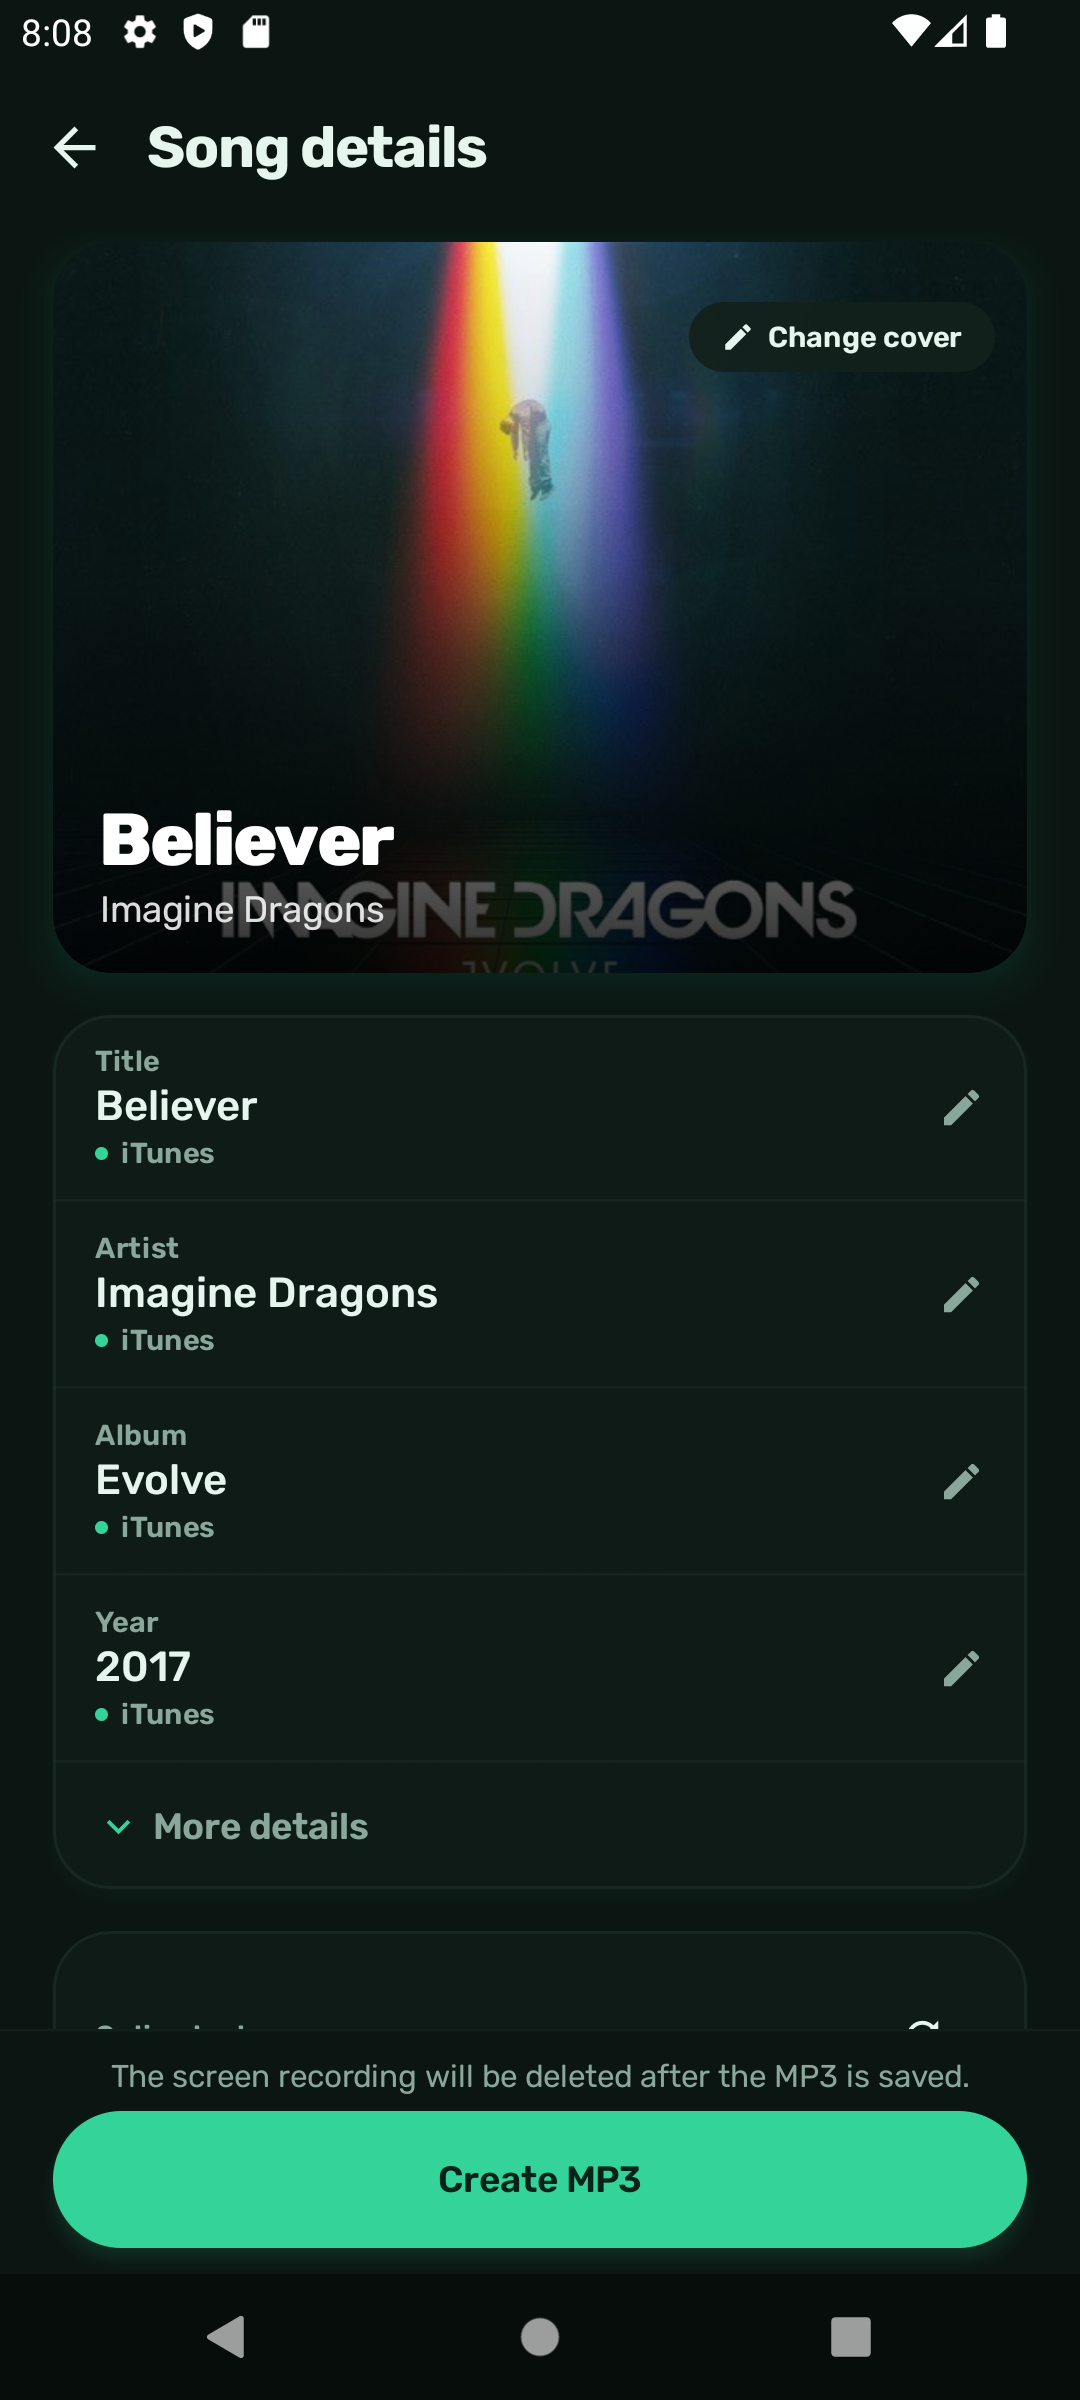 8:08
Song details
Change cover
Believer
Imagine Dragons
IMAGINE DRAGONS
Title
Believer
iTunes
Artist
Imagine Dragons
iTunes
Album
Evolve
iTunes
Year
2017
iTunes
More details
The screen recording will be deleted after the MP3 is saved.
Create MP3